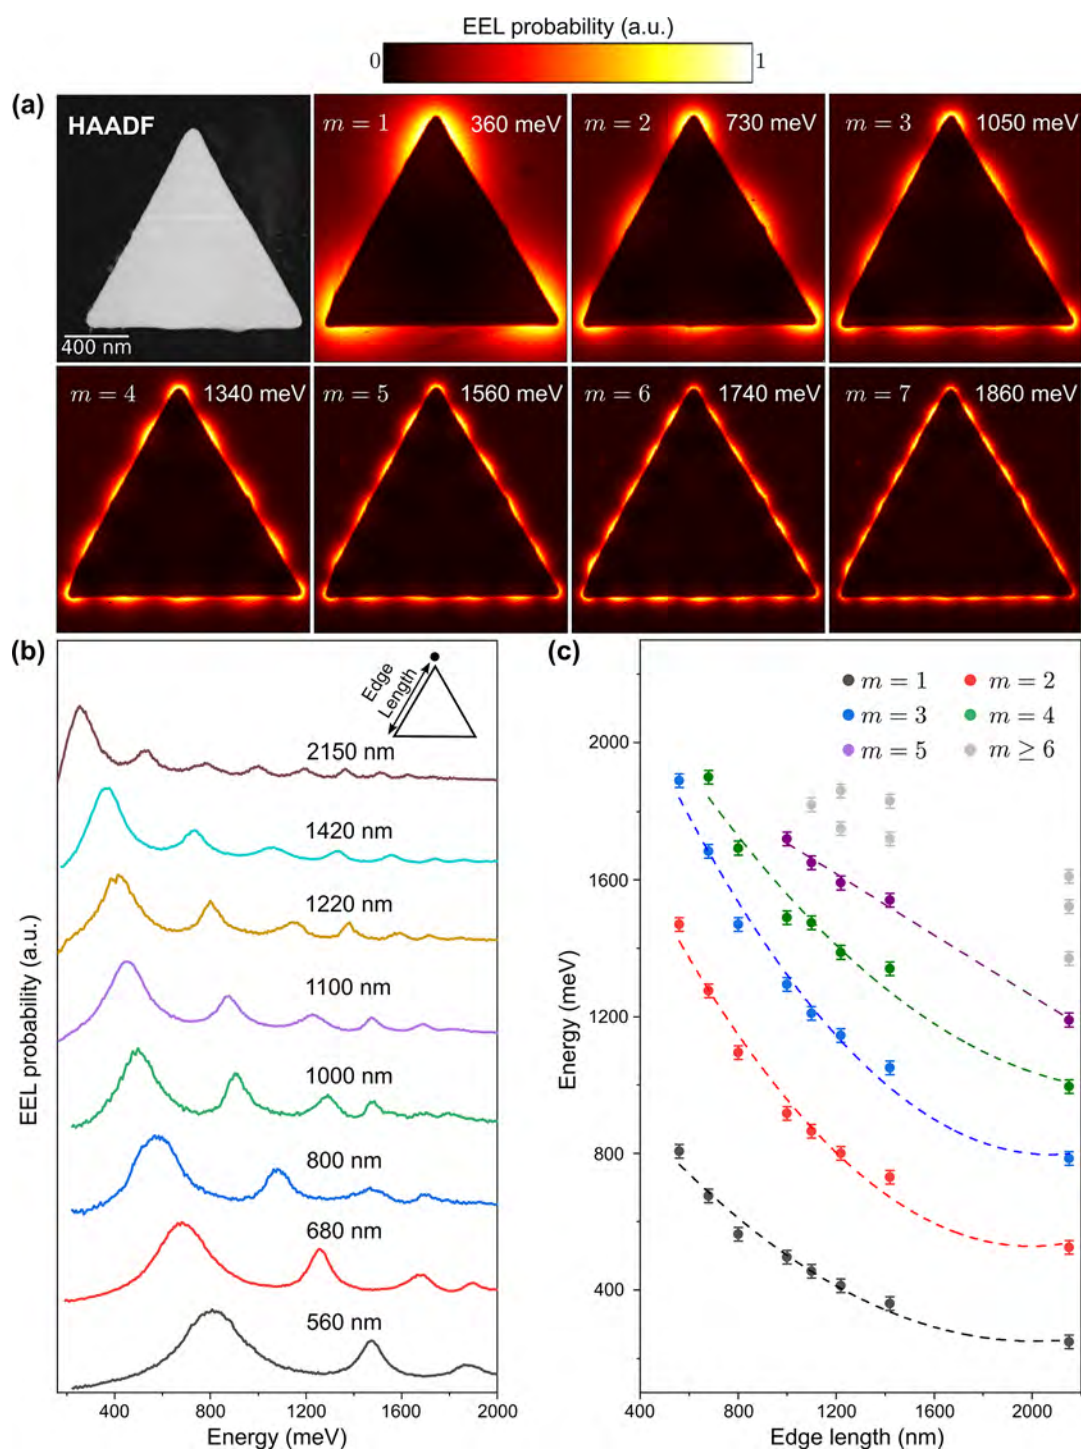 EEL probability (a.u.)
0
1
(a)
HAADF
400 nm
m = 1
360 meV
m = 2
730 meV
m = 3
1050 meV
m = 4
1340 meV
m = 5
1560 meV
m = 6
1740 meV
m = 7
1860 meV
(b)
Edge
Length
2150 nm
1420 nm
1220 nm
1100 nm
1000 nm
800 nm
680 nm
560 nm
EEL probability (a.u.)
400
800
1200
1600
2000
Energy (meV)
(c)
m = 1
m = 2
m = 3
m = 4
m = 5
m ≥ 6
2000
1600
1200
800
400
Energy (meV)
400
800
1200
1600
2000
Edge length (nm)